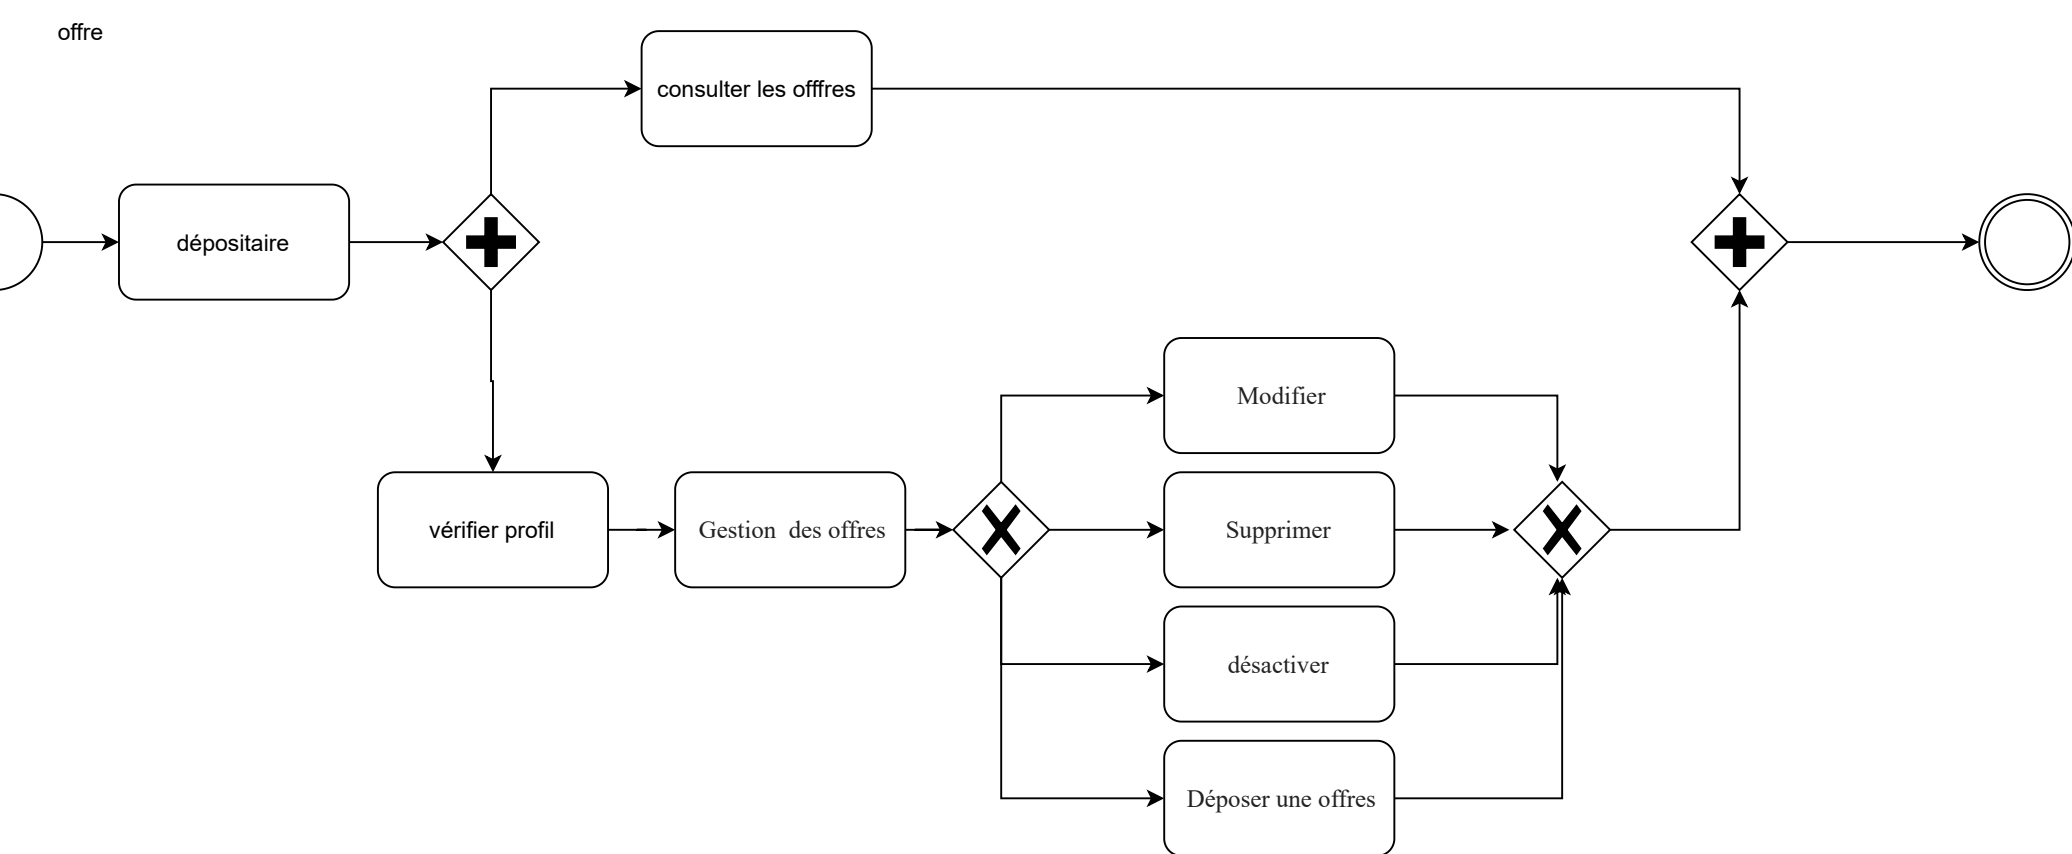 offre
consulter les offfres
dépositaire
Modifier
vérifier profil
Gestion  des offres
Supprimer
désactiver
Déposer une offres